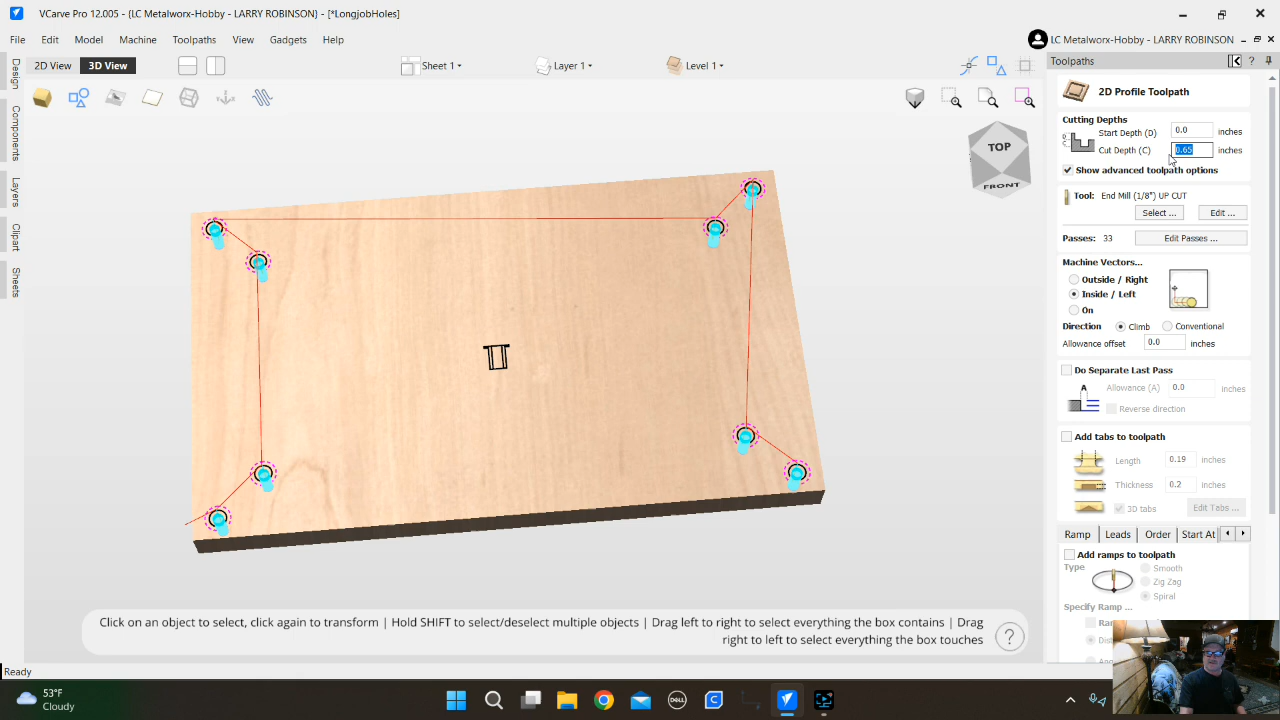 VCarve Pro 12.005 - {LC Metalworx-Hobby - LARRY ROBINSON} - [*LongjobHoles]
File Edit Model Machine Toolpaths View Gadgets Help
LC Metalworx-Hobby - LARRY ROBINSON
2D View 3D View Sheet 1 Layer 1 Level 1
Design
Components
Layers
Clipart
Sheets
TOP
FRONT
Toolpaths
2D Profile Toolpath
Cutting Depths
Start Depth (D) 0.0 inches
Cut Depth (C) 0.65 inches
Show advanced toolpath options
Tool: End Mill (1/8") UP CUT
Select ... Edit ...
Passes: 33 Edit Passes ...
Machine Vectors...
Outside / Right
Inside / Left
On
Direction Climb Conventional
Allowance offset 0.0 inches
Do Separate Last Pass
A Allowance (A) 0.0 inches
Reverse direction
Add tabs to toolpath
Length 0.19 inches
Thickness 0.2 inches
3D tabs Edit Tabs ...
Ramp Leads Order Start At
Add ramps to toolpath
Type Smooth
Zig Zag
Spiral
Specify Ramp ...
Click on an object to select, click again to transform | Hold SHIFT to select/deselect multiple objects | Drag left to right to select everything the box contains | Drag
right to left to select everything the box touches
?
Ready
53°F
Cloudy
DELL